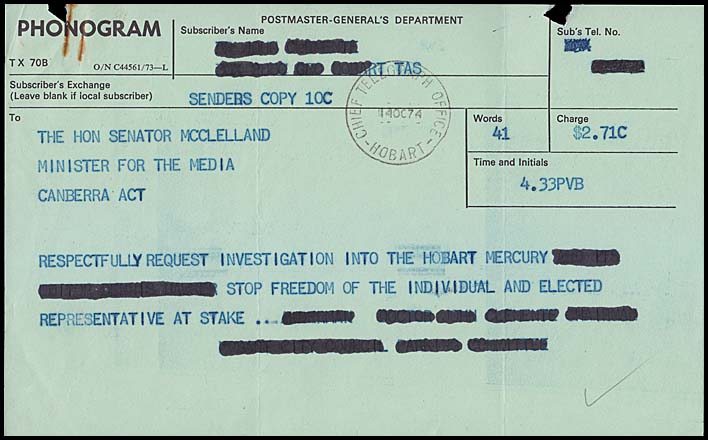 PHONOGRAM
POSTMASTER-GENERAL'S DEPARTMENT
Subscriber's Name
Sub's Tel. No.
TX 70B
O/N C44561/73—L
RT TAS
Subscriber's Exchange
(Leave blank if local subscriber)
SENDERS COPY 10C
CHIEF TELEGRAPH OFFICE
14OC74
HOBART
Words
41
Charge
$2.71C
To
THE HON SENATOR MCCLELLAND
MINISTER FOR THE MEDIA
CANBERRA ACT
Time and Initials
4.33PVB
RESPECTFULLY REQUEST INVESTIGATION INTO THE HOBART MERCURY
STOP FREEDOM OF THE INDIVIDUAL AND ELECTED
REPRESENTATIVE AT STAKE ...